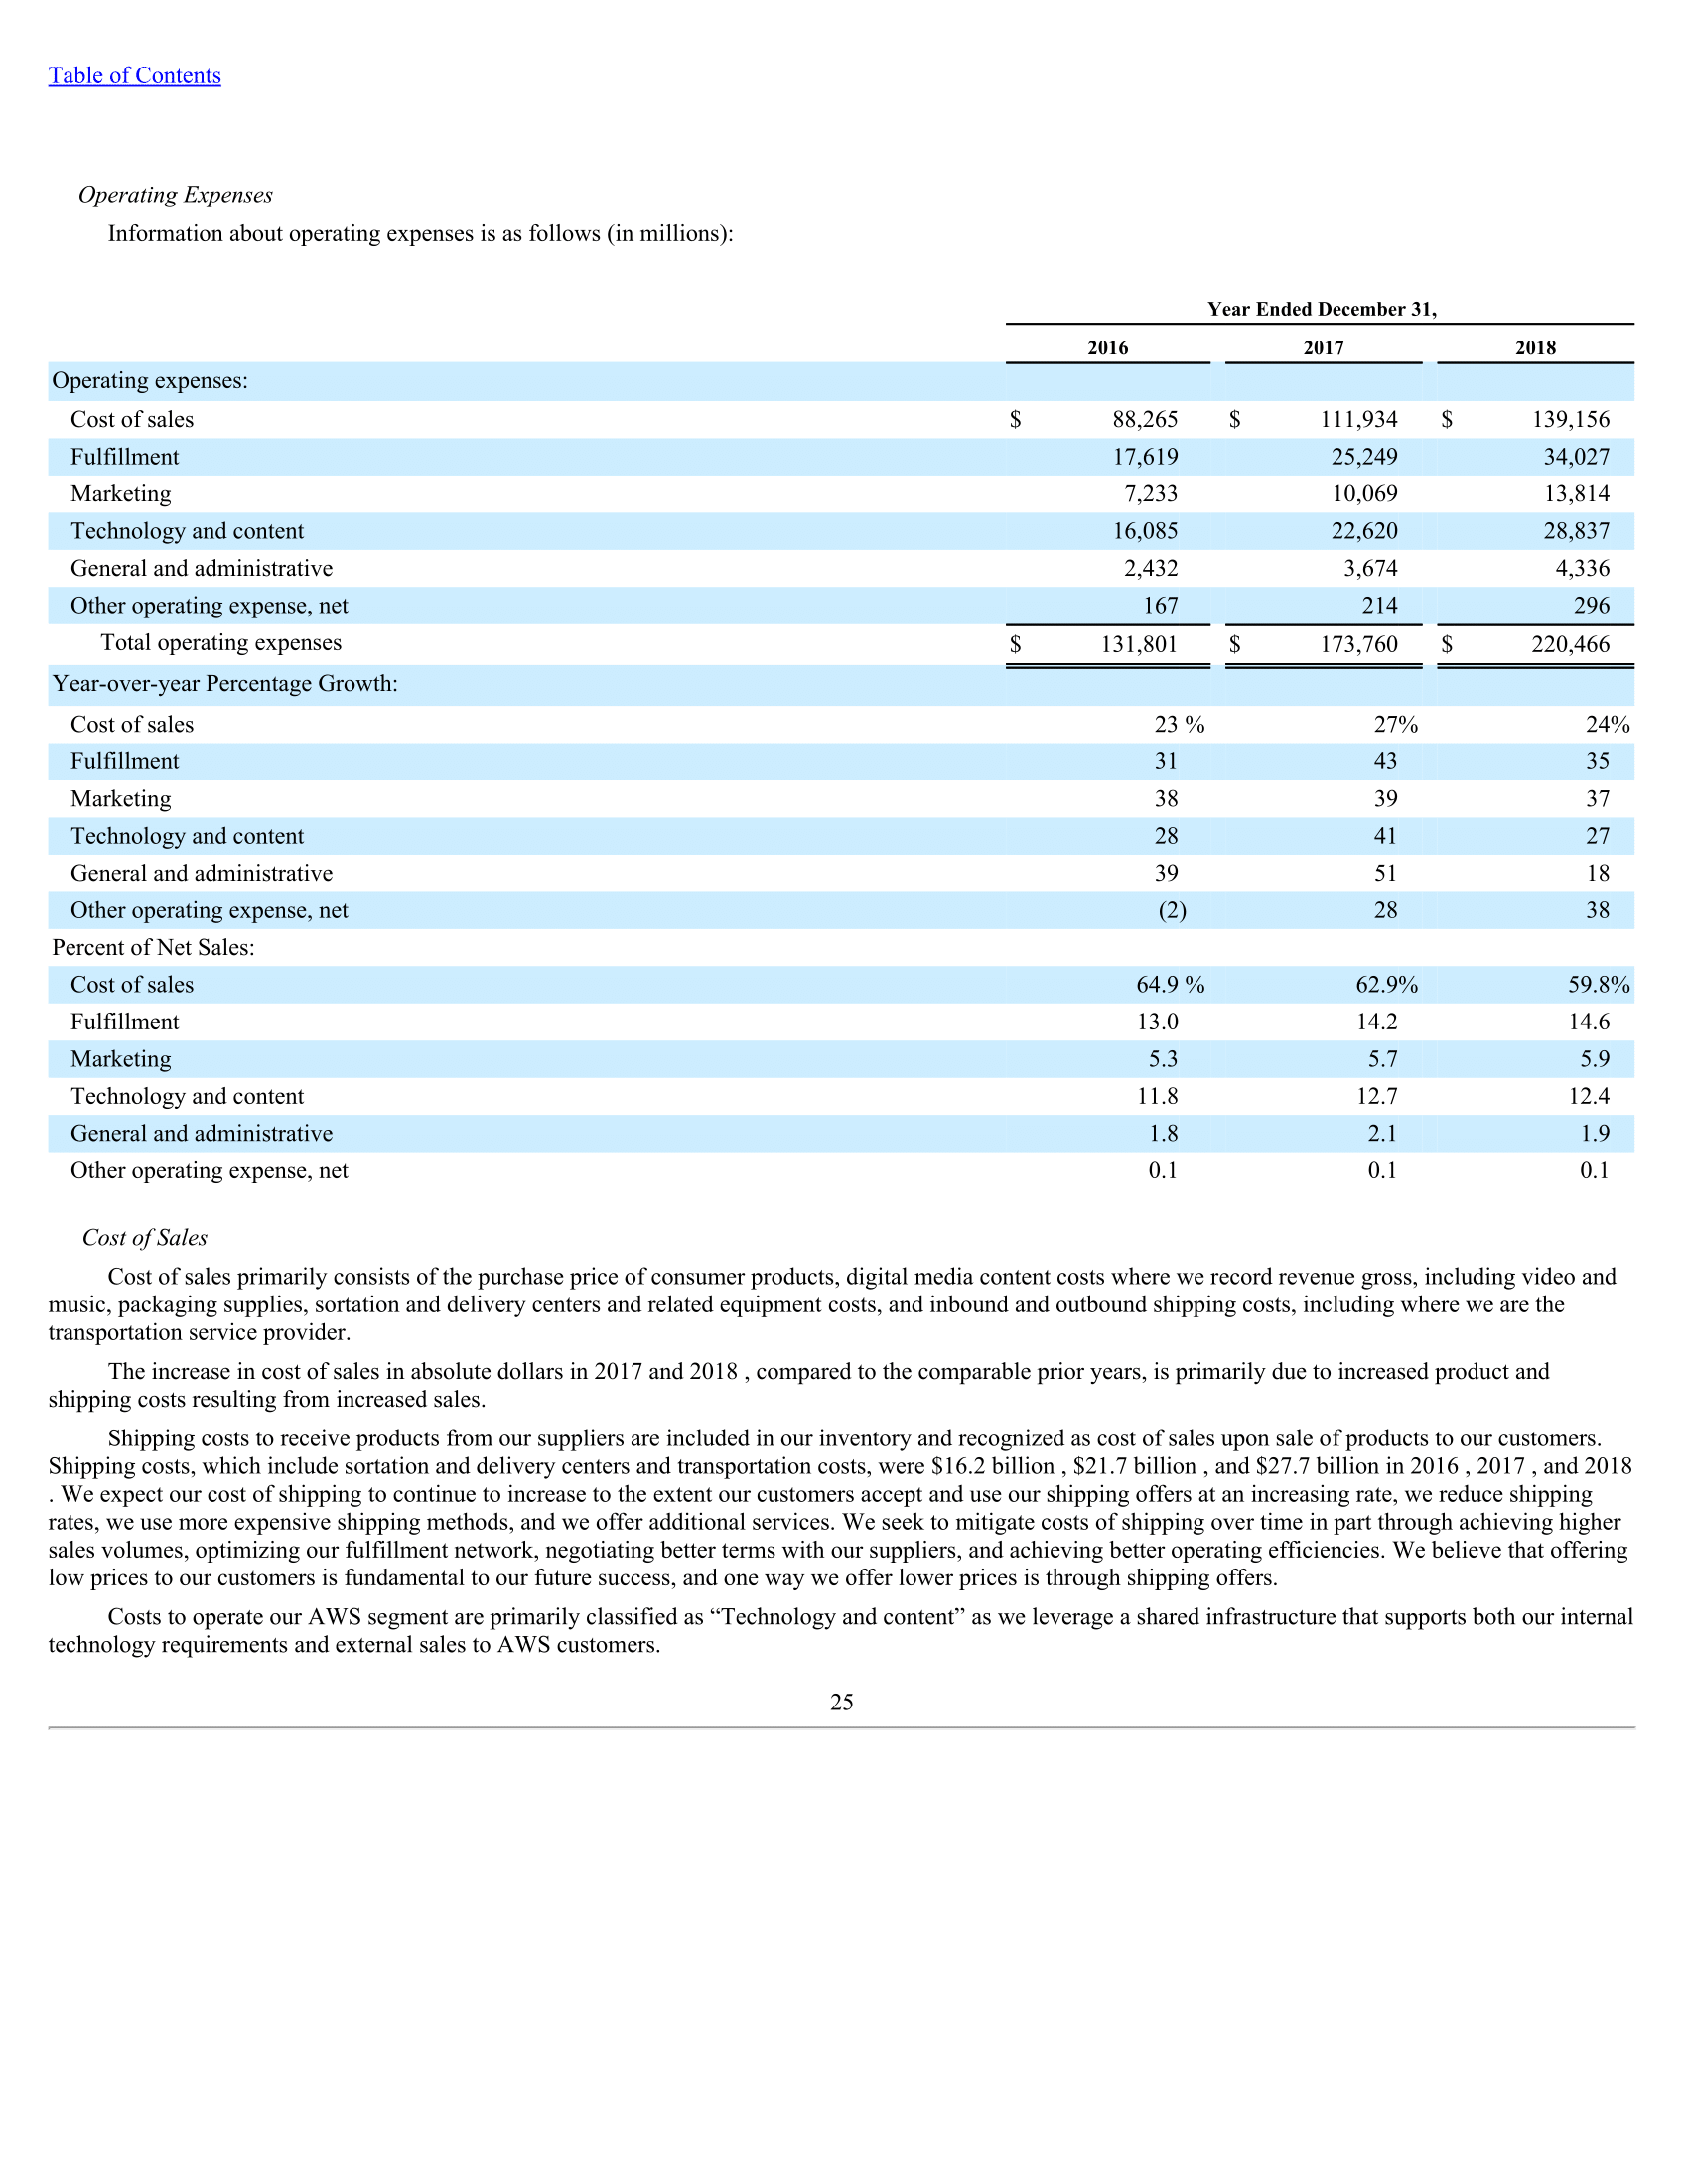 Table of Contents
Operating Expenses
Information about operating expenses is as follows (in millions):
Year Ended December 31,
2016 2017 2018
Operating expenses:
Cost of sales $ 88,265 $ 111,934 $ 139,156
Fulfillment 17,619 25,249 34,027
Marketing 7,233 10,069 13,814
Technology and content 16,085 22,620 28,837
General and administrative 2,432 3,674 4,336
Other operating expense, net 167 214 296
Total operating expenses $ 131,801 $ 173,760 $ 220,466
Year-over-year Percentage Growth:
Cost of sales 23 % 27% 24%
Fulfillment 31 43 35
Marketing 38 39 37
Technology and content 28 41 27
General and administrative 39 51 18
Other operating expense, net (2) 28 38
Percent of Net Sales:
Cost of sales 64.9 % 62.9% 59.8%
Fulfillment 13.0 14.2 14.6
Marketing 5.3 5.7 5.9
Technology and content 11.8 12.7 12.4
General and administrative 1.8 2.1 1.9
Other operating expense, net 0.1 0.1 0.1
Cost of Sales
Cost of sales primarily consists of the purchase price of consumer products, digital media content costs where we record revenue gross, including video and
music, packaging supplies, sortation and delivery centers and related equipment costs, and inbound and outbound shipping costs, including where we are the
transportation service provider.
The increase in cost of sales in absolute dollars in 2017 and 2018 , compared to the comparable prior years, is primarily due to increased product and
shipping costs resulting from increased sales.
Shipping costs to receive products from our suppliers are included in our inventory and recognized as cost of sales upon sale of products to our customers.
Shipping costs, which include sortation and delivery centers and transportation costs, were $16.2 billion , $21.7 billion , and $27.7 billion in 2016 , 2017 , and 2018
. We expect our cost of shipping to continue to increase to the extent our customers accept and use our shipping offers at an increasing rate, we reduce shipping
rates, we use more expensive shipping methods, and we offer additional services. We seek to mitigate costs of shipping over time in part through achieving higher
sales volumes, optimizing our fulfillment network, negotiating better terms with our suppliers, and achieving better operating efficiencies. We believe that offering
low prices to our customers is fundamental to our future success, and one way we offer lower prices is through shipping offers.
Costs to operate our AWS segment are primarily classified as “Technology and content” as we leverage a shared infrastructure that supports both our internal
technology requirements and external sales to AWS customers.
25